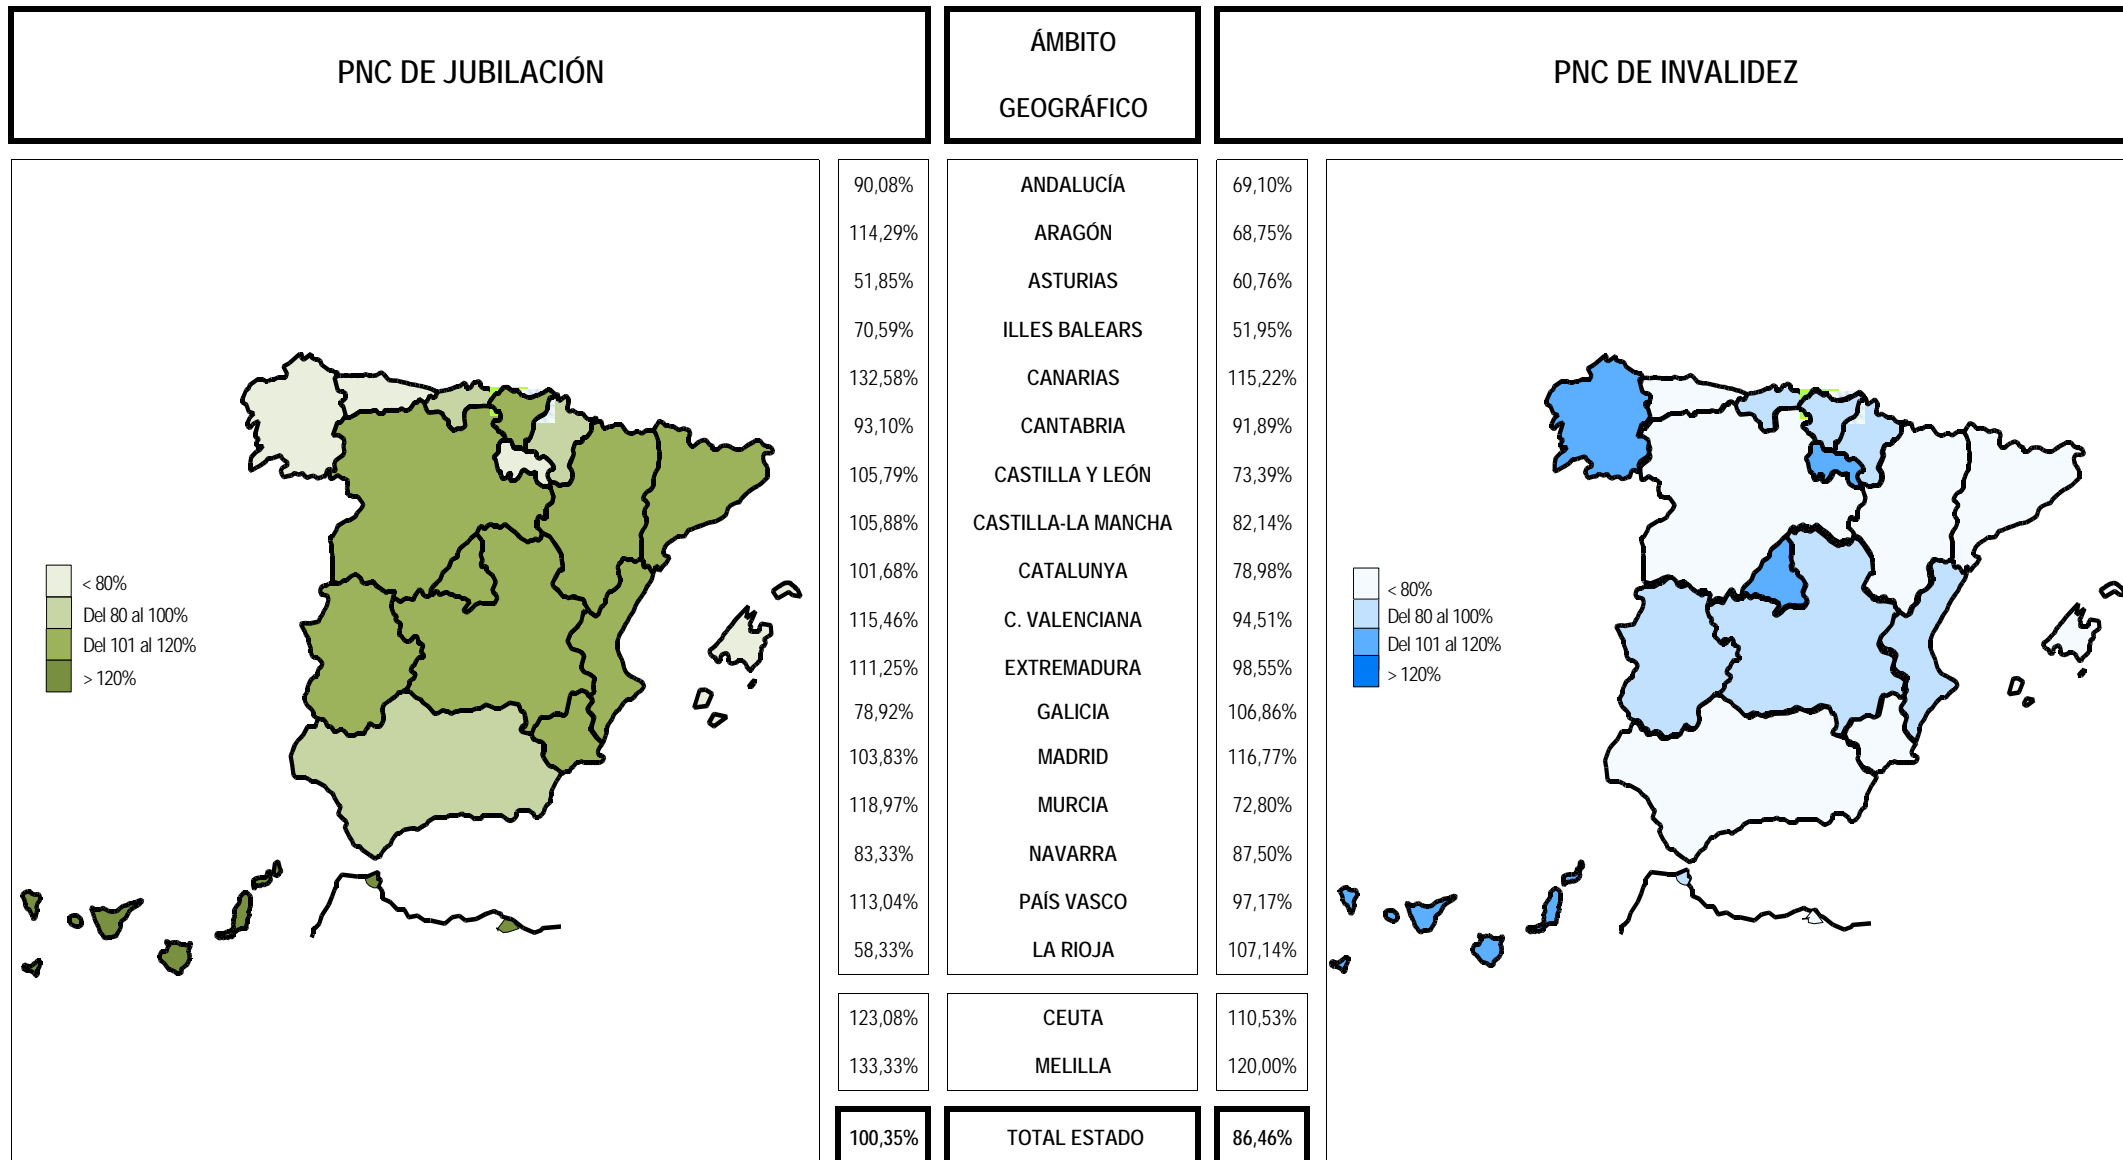 PNC DE JUBILACIÓN
ÁMBITO
GEOGRÁFICO
PNC DE INVALIDEZ
90,08% ANDALUCÍA 69,10%
114,29% ARAGÓN 68,75%
51,85% ASTURIAS 60,76%
70,59% ILLES BALEARS 51,95%
132,58% CANARIAS 115,22%
93,10% CANTABRIA 91,89%
105,79% CASTILLA Y LEÓN 73,39%
105,88% CASTILLA-LA MANCHA 82,14%
101,68% CATALUNYA 78,98%
115,46% C. VALENCIANA 94,51%
111,25% EXTREMADURA 98,55%
78,92% GALICIA 106,86%
103,83% MADRID 116,77%
118,97% MURCIA 72,80%
83,33% NAVARRA 87,50%
113,04% PAÍS VASCO 97,17%
58,33% LA RIOJA 107,14%
123,08% CEUTA 110,53%
133,33% MELILLA 120,00%
100,35% TOTAL ESTADO 86,46%
< 80%
Del 80 al 100%
Del 101 al 120%
> 120%
< 80%
Del 80 al 100%
Del 101 al 120%
> 120%